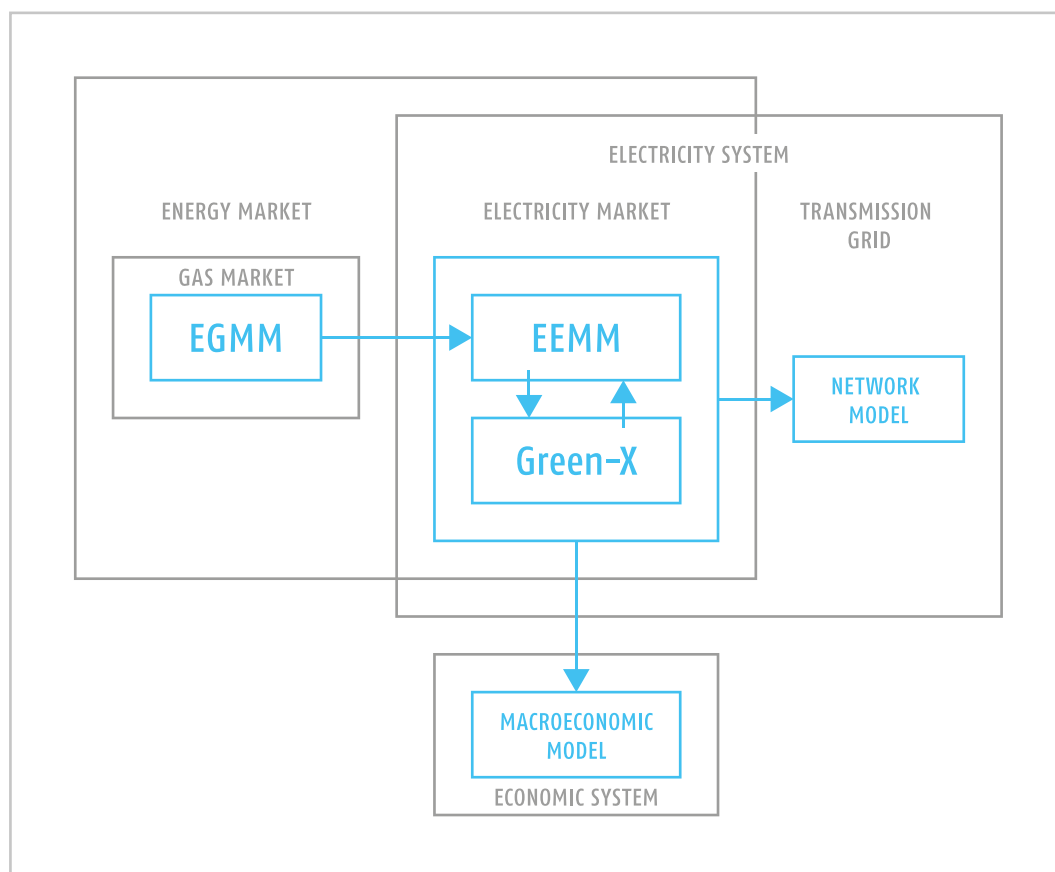 ELECTRICITY SYSTEM
ENERGY MARKET
ELECTRICITY MARKET
TRANSMISSION
GRID
GAS MARKET
EGMM
EEMM
NETWORK
MODEL
Green-X
MACROECONOMIC
MODEL
ECONOMIC SYSTEM